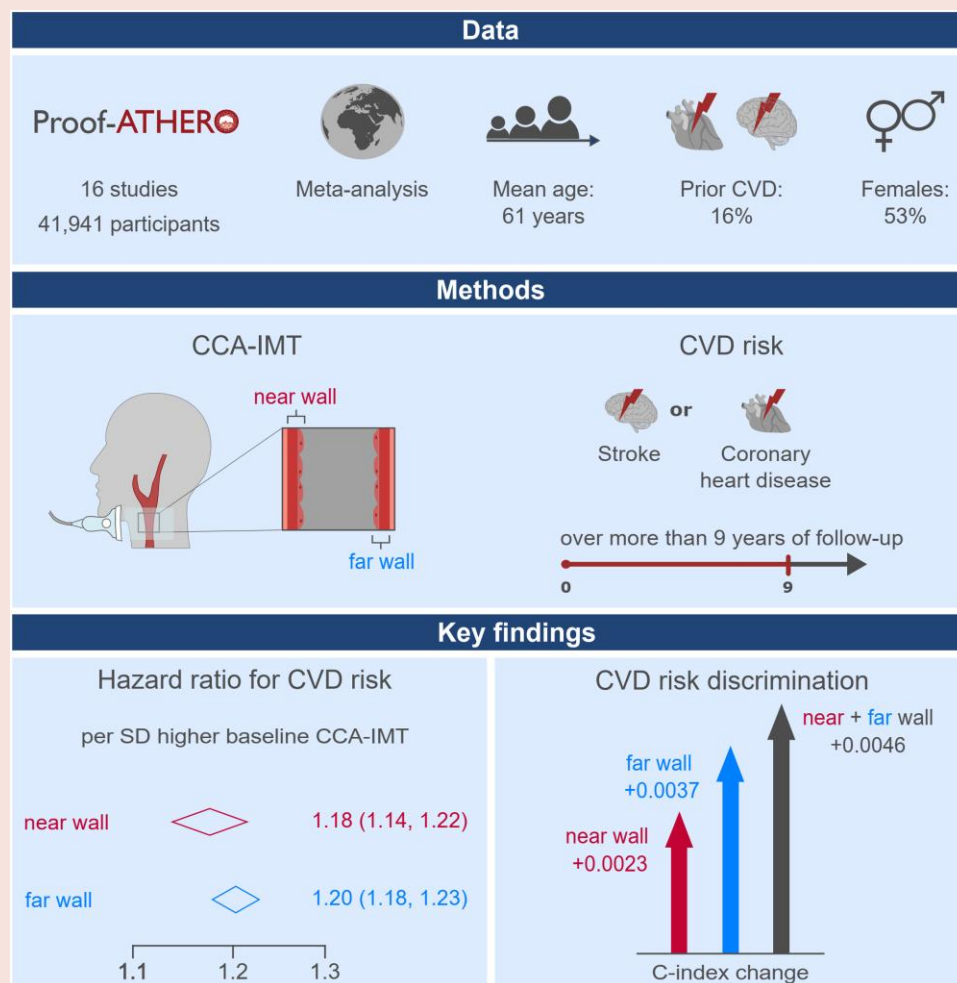 Data
Proof-ATHERO
16 studies
41,941 participants
Meta-analysis
Mean age:
61 years
Prior CVD:
16%
Females:
53%
Methods
CCA-IMT
near wall
far wall
CVD risk
or
Stroke
Coronary
heart disease
over more than 9 years of follow-up
0 9
Key findings
Hazard ratio for CVD risk
per SD higher baseline CCA-IMT
near wall 1.18 (1.14, 1.22)
far wall 1.20 (1.18, 1.23)
1.1 1.2 1.3
CVD risk discrimination
near + far wall
+0.0046
far wall
+0.0037
near wall
+0.0023
C-index change